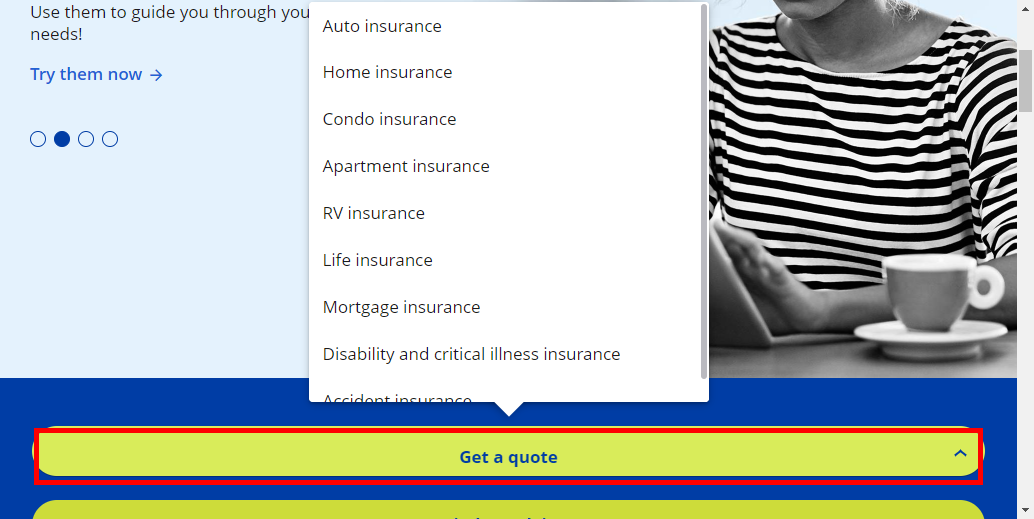 Use them to guide you through you
needs!
Try them now →
Auto insurance
Home insurance
Condo insurance
Apartment insurance
RV insurance
Life insurance
Mortgage insurance
Disability and critical illness insurance
Accident insurance
Get a quote